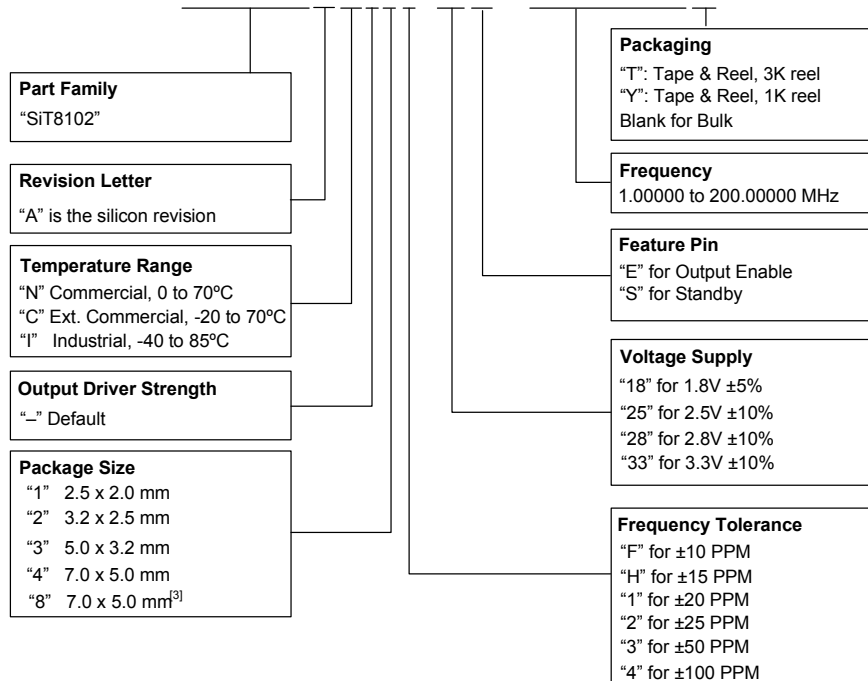 Part Family
“SiT8102”
Revision Letter
“A” is the silicon revision
Temperature Range
“N” Commercial, 0 to 70ºC
“C” Ext. Commercial, -20 to 70ºC
“I” Industrial, -40 to 85ºC
Output Driver Strength
“–” Default
Package Size
“1” 2.5 x 2.0 mm
“2” 3.2 x 2.5 mm
“3” 5.0 x 3.2 mm
“4” 7.0 x 5.0 mm
“8” 7.0 x 5.0 mm[3]
Packaging
“T”: Tape & Reel, 3K reel
“Y”: Tape & Reel, 1K reel
Blank for Bulk
Frequency
1.00000 to 200.00000 MHz
Feature Pin
“E” for Output Enable
“S” for Standby
Voltage Supply
“18” for 1.8V ±5%
“25” for 2.5V ±10%
“28” for 2.8V ±10%
“33” for 3.3V ±10%
Frequency Tolerance
“F” for ±10 PPM
“H” for ±15 PPM
“1” for ±20 PPM
“2” for ±25 PPM
“3” for ±50 PPM
“4” for ±100 PPM